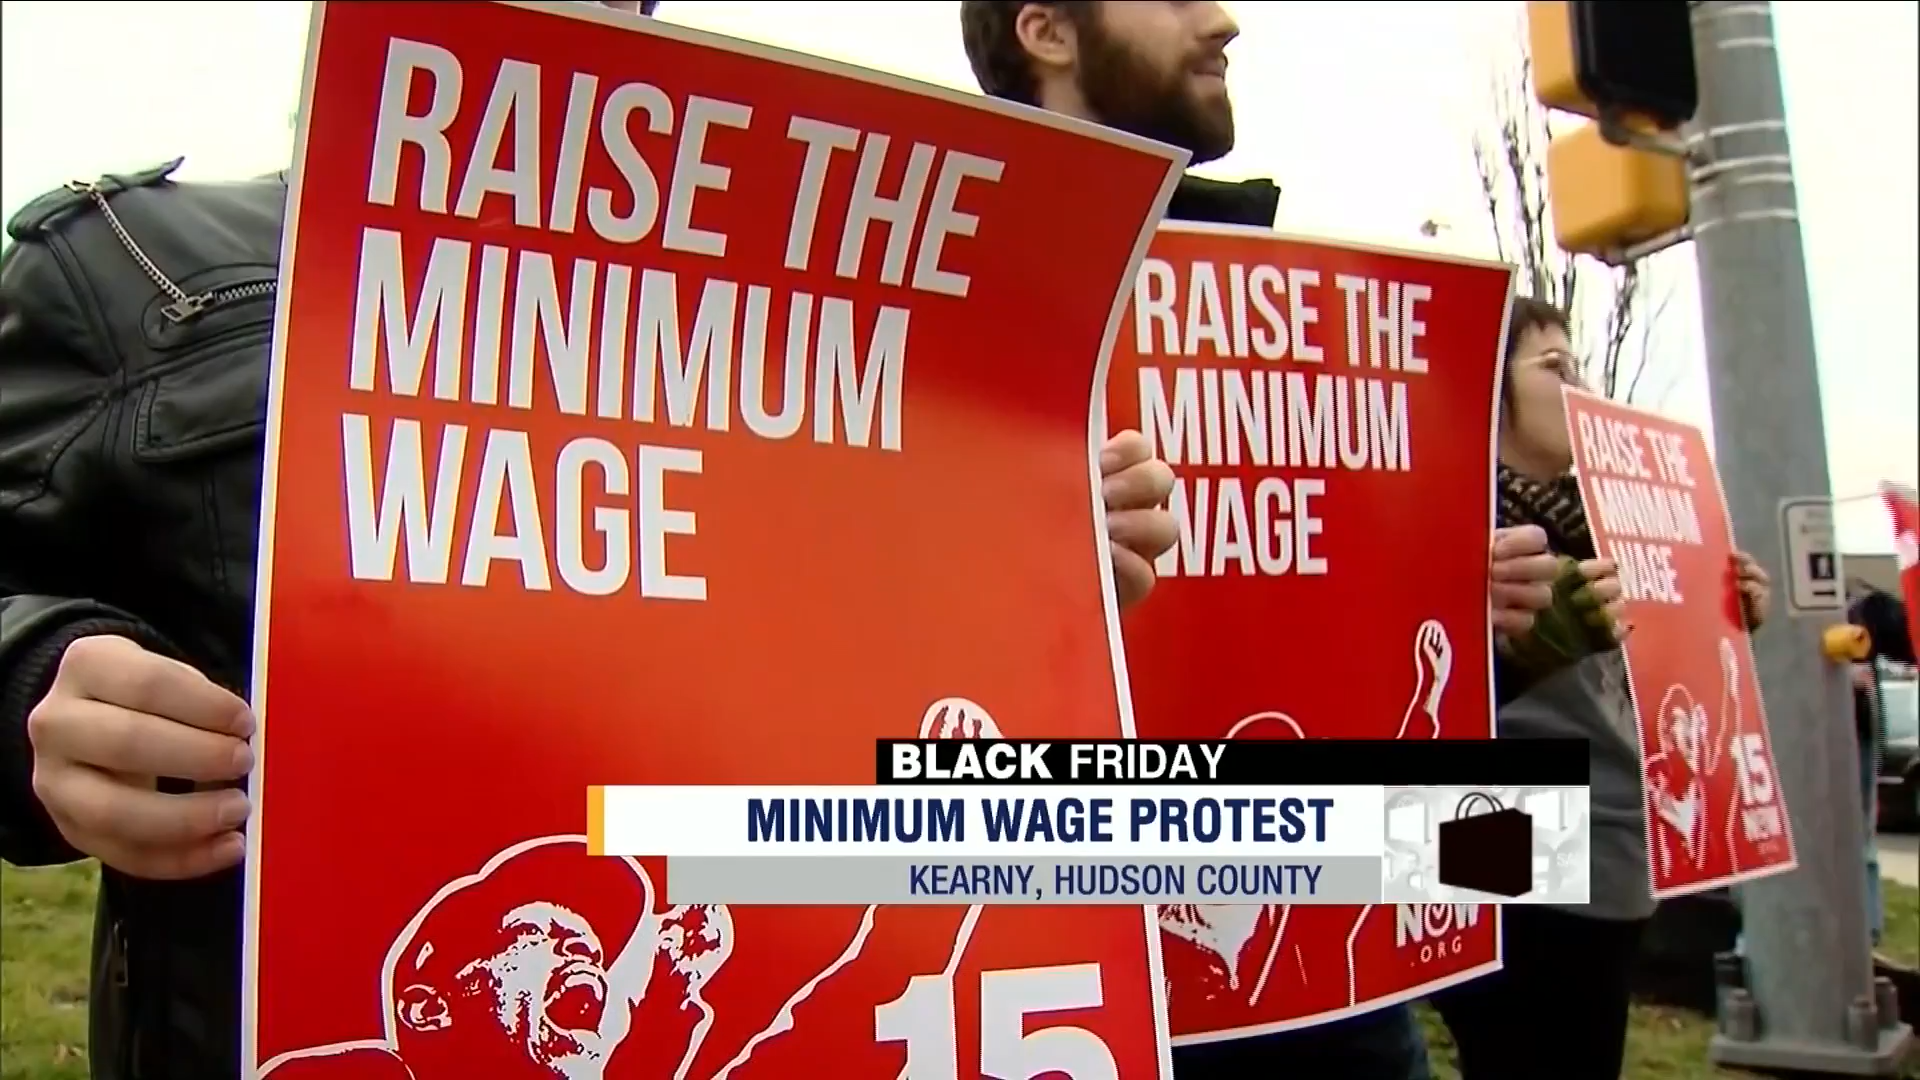 RAISE THE
MINIMUM
WAGE
15
RAISE THE
MINIMUM
WAGE
NOW
.ORG
RAISE THE
MINIMUM
WAGE
15
NOW
BLACK FRIDAY
MINIMUM WAGE PROTEST
KEARNY, HUDSON COUNTY